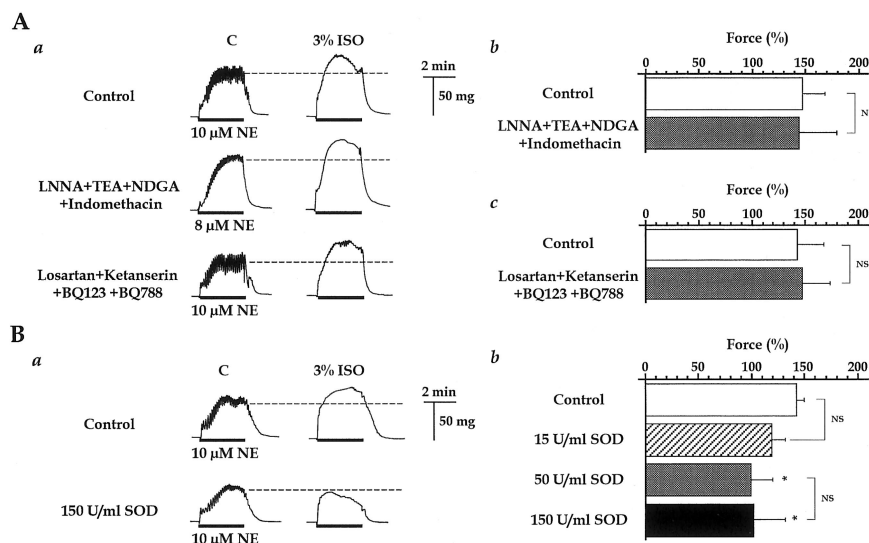 A
a
C
3% ISO
2 min
50 mg
Control
10 µM NE
LNNA+TEA+NDGA
+Indomethacin
8 µM NE
Losartan+Ketanserin
+BQ123 +BQ788
10 µM NE
b
Force (%)
0 50 100 150 200
Control
LNNA+TEA+NDGA
+Indomethacin
N
c
0 50 100 150 200
Control
Losartan+Ketanserin
+BQ123 +BQ788
NS
B
a
C
3% ISO
2 min
50 mg
Control
10 µM NE
150 U/ml SOD
10 µM NE
b
Force (%)
0 50 100 150 200
Control
15 U/ml SOD
NS
50 U/ml SOD
*
150 U/ml SOD
*
NS